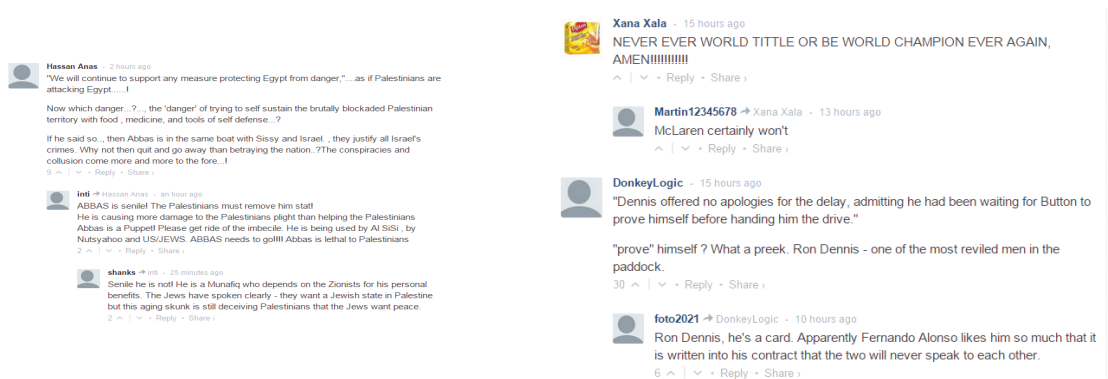 Hassan Anas - 2 hours ago
"We will continue to support any measure protecting Egypt from danger,"....as if Palestinians are
attacking Egypt......!
Now which danger...?..., the 'danger' of trying to self sustain the brutally blockaded Palestinian
territory with food , medicine, and tools of self defense...?
If he said so.., then Abbas is in the same boat with Sissy and Israel. , they justify all Israel's
crimes. Why not then quit and go away than betraying the nation..?The conspiracies and
collusion come more and more to the fore...!
9 • Reply • Share ›
inti Hassan Anas - an hour ago
ABBAS is senile! The Palestinians must remove him stat!
He is causing more damage to the Palestinians plight than helping the Palestinians
Abbas is a Puppet! Please get ride of the imbecile. He is being used by Al SiSi , by
Nutsyahoo and US/JEWS. ABBAS needs to go!!!! Abbas is lethal to Palestinians
2 • Reply • Share ›
shanks inti - 25 minutes ago
Senile he is not! He is a Munafiq who depends on the Zionists for his personal
benefits. The Jews have spoken clearly - they want a Jewish state in Palestine
but this aging skunk is still deceiving Palestinians that the Jews want peace.
2 • Reply • Share ›
Xana Xala - 15 hours ago
NEVER EVER WORLD TITTLE OR BE WORLD CHAMPION EVER AGAIN,
AMEN!!!!!!!!!!!
• Reply • Share ›
Martin12345678 Xana Xala - 13 hours ago
McLaren certainly won't
• Reply • Share ›
DonkeyLogic - 15 hours ago
"Dennis offered no apologies for the delay, admitting he had been waiting for Button to
prove himself before handing him the drive."
"prove" himself ? What a preek. Ron Dennis - one of the most reviled men in the
paddock.
30 • Reply • Share ›
foto2021 DonkeyLogic - 10 hours ago
Ron Dennis, he's a card. Apparently Fernando Alonso likes him so much that it
is written into his contract that the two will never speak to each other.
6 • Reply • Share ›